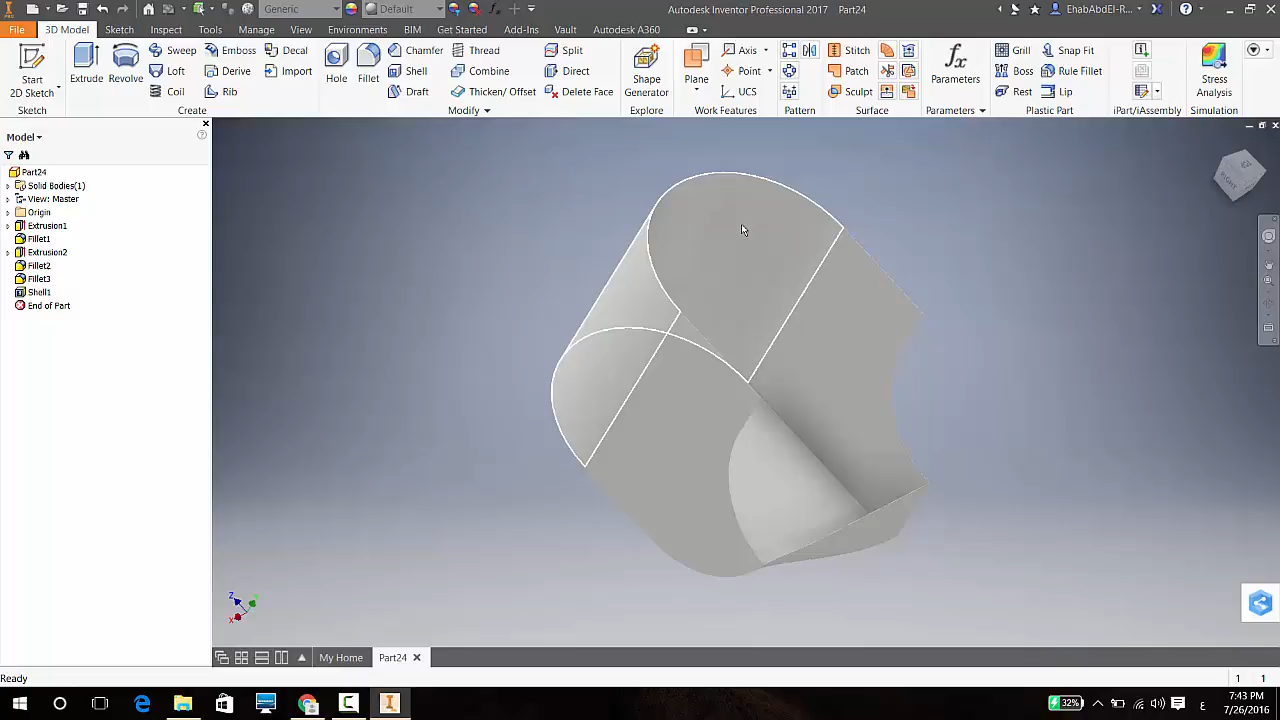 Generic
Default
Autodesk Inventor Professional 2017
Part24
EhabAbdEl-R...
File
3D Model
Sketch
Inspect
Tools
Manage
View
Environments
BIM
Get Started
Add-Ins
Vault
Autodesk A360
Start
2D Sketch
Sketch
Extrude
Revolve
Sweep
Loft
Coil
Emboss
Derive
Rib
Decal
Import
Create
Hole
Fillet
Chamfer
Shell
Draft
Thread
Combine
Thicken/ Offset
Split
Direct
Delete Face
Modify
Shape
Generator
Explore
Plane
Axis
Point
UCS
Work Features
Pattern
Stitch
Patch
Sculpt
Surface
fx
Parameters
Parameters
Grill
Boss
Rest
Snap Fit
Rule Fillet
Lip
Plastic Part
iPart/iAssembly
Stress
Analysis
Simulation
Model
Part24
Solid Bodies(1)
View: Master
Origin
Extrusion1
Fillet1
Extrusion2
Fillet2
Fillet3
Shell1
End of Part
RIGHT
Z
X
My Home
Part24
Ready
1
1
32%
7:43 PM
7/26/2016